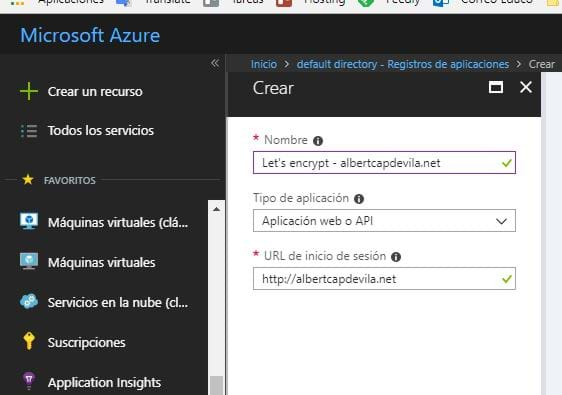 Aplicaciones
Translate
Tareas
Hosting
Feedly
Correo Educo
Microsoft Azure
«
Inicio > default directory - Registros de aplicaciones > Crear
Crear
Crear un recurso
Todos los servicios
FAVORITOS
Máquinas virtuales (clá...
Máquinas virtuales
Servicios en la nube (cl...
Suscripciones
Application Insights
* Nombre
Let's encrypt - albertcapdevila.net
Tipo de aplicación
Aplicación web o API
* URL de inicio de sesión
http://albertcapdevila.net